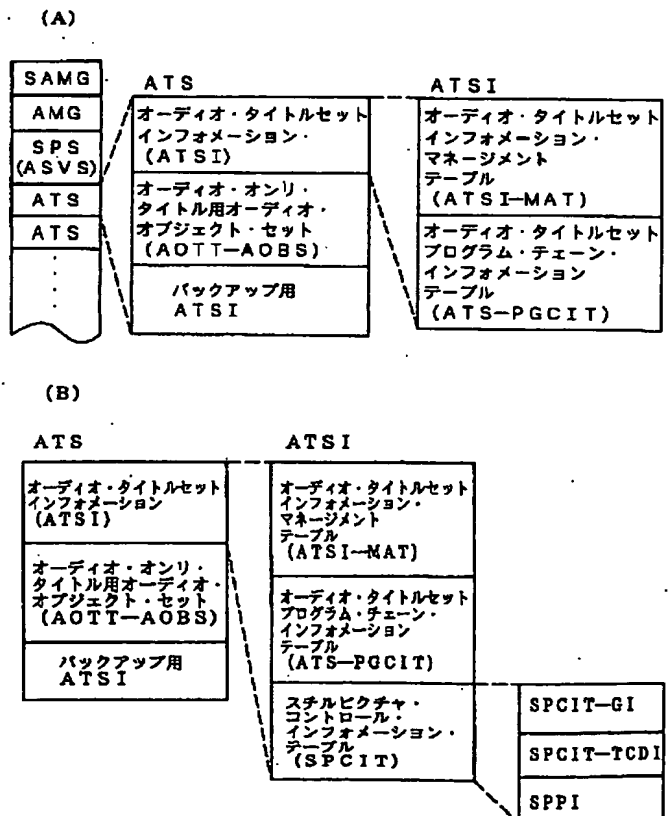 (A)
SAMG
AMG
SPS
(ASVS)
ATS
ATS
ATS
オーディオ・タイトルセット
インフォメーション・
(ATSI)
オーディオ・オンリ・
タイトル用オーディオ・
オブジェクト・セット
(AOTT—AOBS)
バックアップ用
ATSI
ATSI
オーディオ・タイトルセット
インフォメーション・
マネージメント
テーブル
(ATSI—MAT)
オーディオ・タイトルセット
プログラム・チェーン・
インフォメーション
テーブル
(ATS—PGCIT)
(B)
ATS
オーディオ・タイトルセット
インフォメーション
(ATSI)
オーディオ・オンリ・
タイトル用オーディオ・
オブジェクト・セット
(AOTT—AOBS)
バックアップ用
ATSI
ATSI
オーディオ・タイトルセット
インフォメーション・
マネージメント
テーブル
(ATSI—MAT)
オーディオ・タイトルセット
プログラム・チェーン・
インフォメーション
テーブル
(ATS—PGCIT)
スチルピクチャ・
コントロール・
インフォメーション・
テーブル
(SPCIT)
SPCIT—GI
SPCIT—TCDI
SPPI